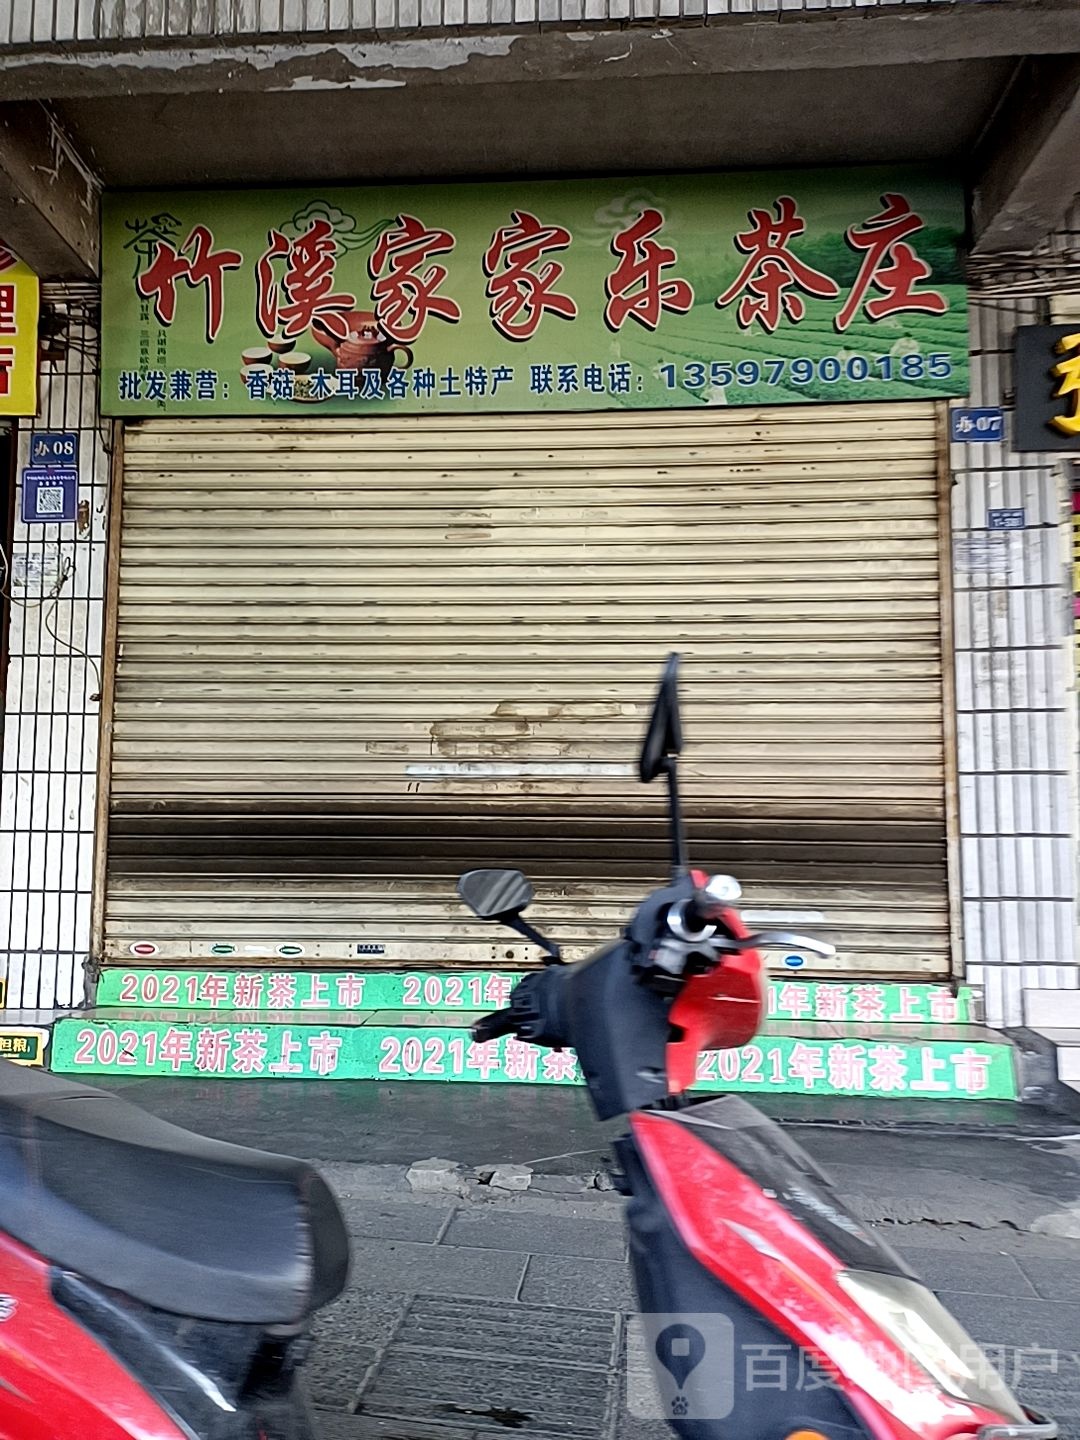 茶
竹溪家家乐茶庄
批发兼营：香菇 木耳及各种土特产 联系电话：13597900185
办08
办07
2021年新茶上市 2021年 1年新茶上市
2021年新茶上市 2021年新茶 2021年新茶上市
百度地图用户